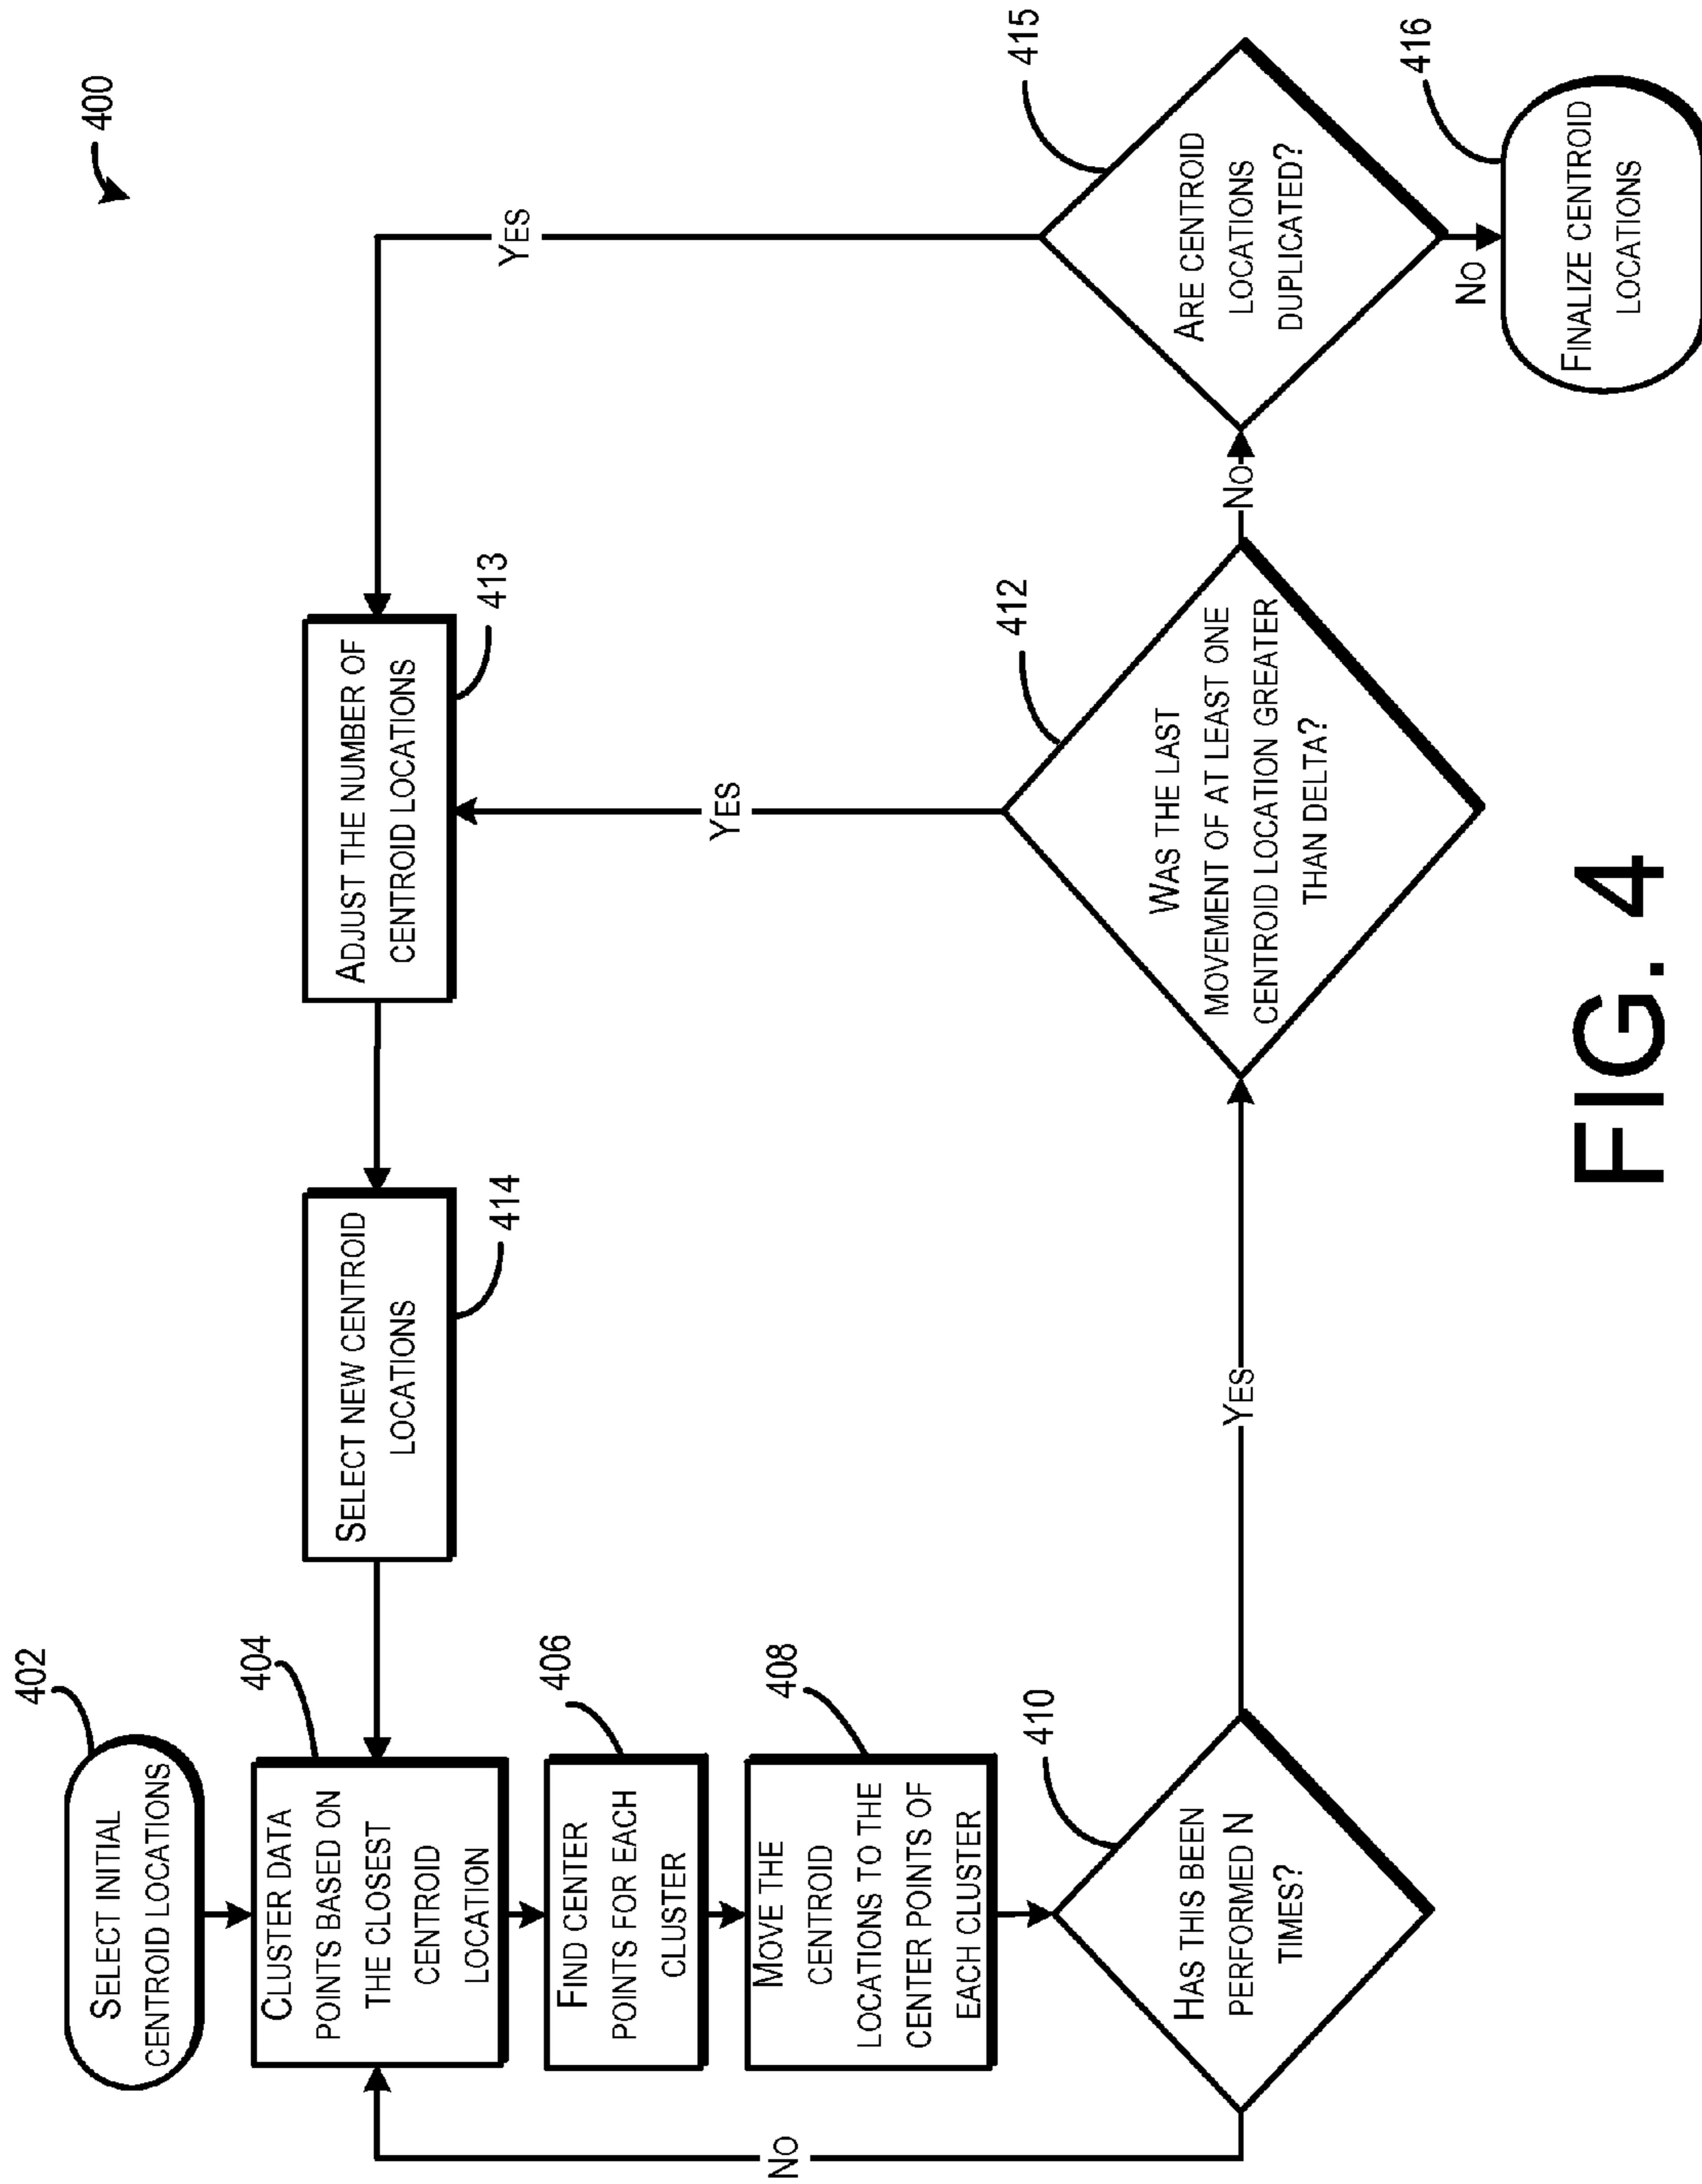 400
402
SELECT INITIAL
CENTROID LOCATIONS
404
CLUSTER DATA
POINTS BASED ON
THE CLOSEST
CENTROID
LOCATION
406
FIND CENTER
POINTS FOR EACH
CLUSTER
408
MOVE THE
CENTROID
LOCATIONS TO THE
CENTER POINTS OF
EACH CLUSTER
410
HAS THIS BEEN
PERFORMED N
TIMES?
NO
YES
412
WAS THE LAST
MOVEMENT OF AT LEAST ONE
CENTROID LOCATION GREATER
THAN DELTA?
YES
NO
ADJUST THE NUMBER OF
CENTROID LOCATIONS
413
SELECT NEW CENTROID
LOCATIONS
414
415
ARE CENTROID
LOCATIONS
DUPLICATED?
YES
NO
416
FINALIZE CENTROID
LOCATIONS
FIG. 4